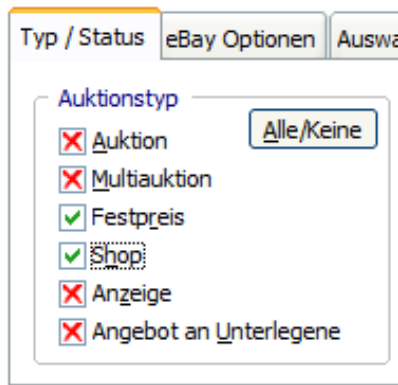 Typ / Status eBay Optionen Auswa
Auktionstyp
Alle/Keine
Auktion
Multiauktion
Festpreis
Shop
Anzeige
Angebot an Unterlegene